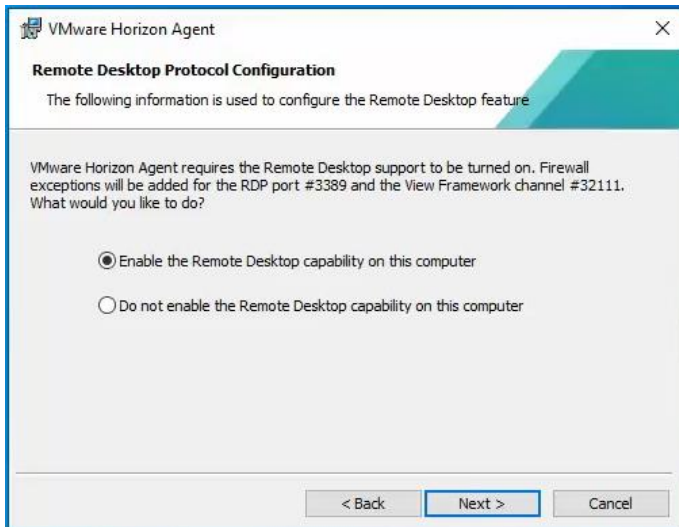 VMware Horizon Agent
Remote Desktop Protocol Configuration
The following information is used to configure the Remote Desktop feature
VMware Horizon Agent requires the Remote Desktop support to be turned on. Firewall
exceptions will be added for the RDP port #3389 and the View Framework channel #32111.
What would you like to do?
Enable the Remote Desktop capability on this computer
Do not enable the Remote Desktop capability on this computer
< Back Next > Cancel